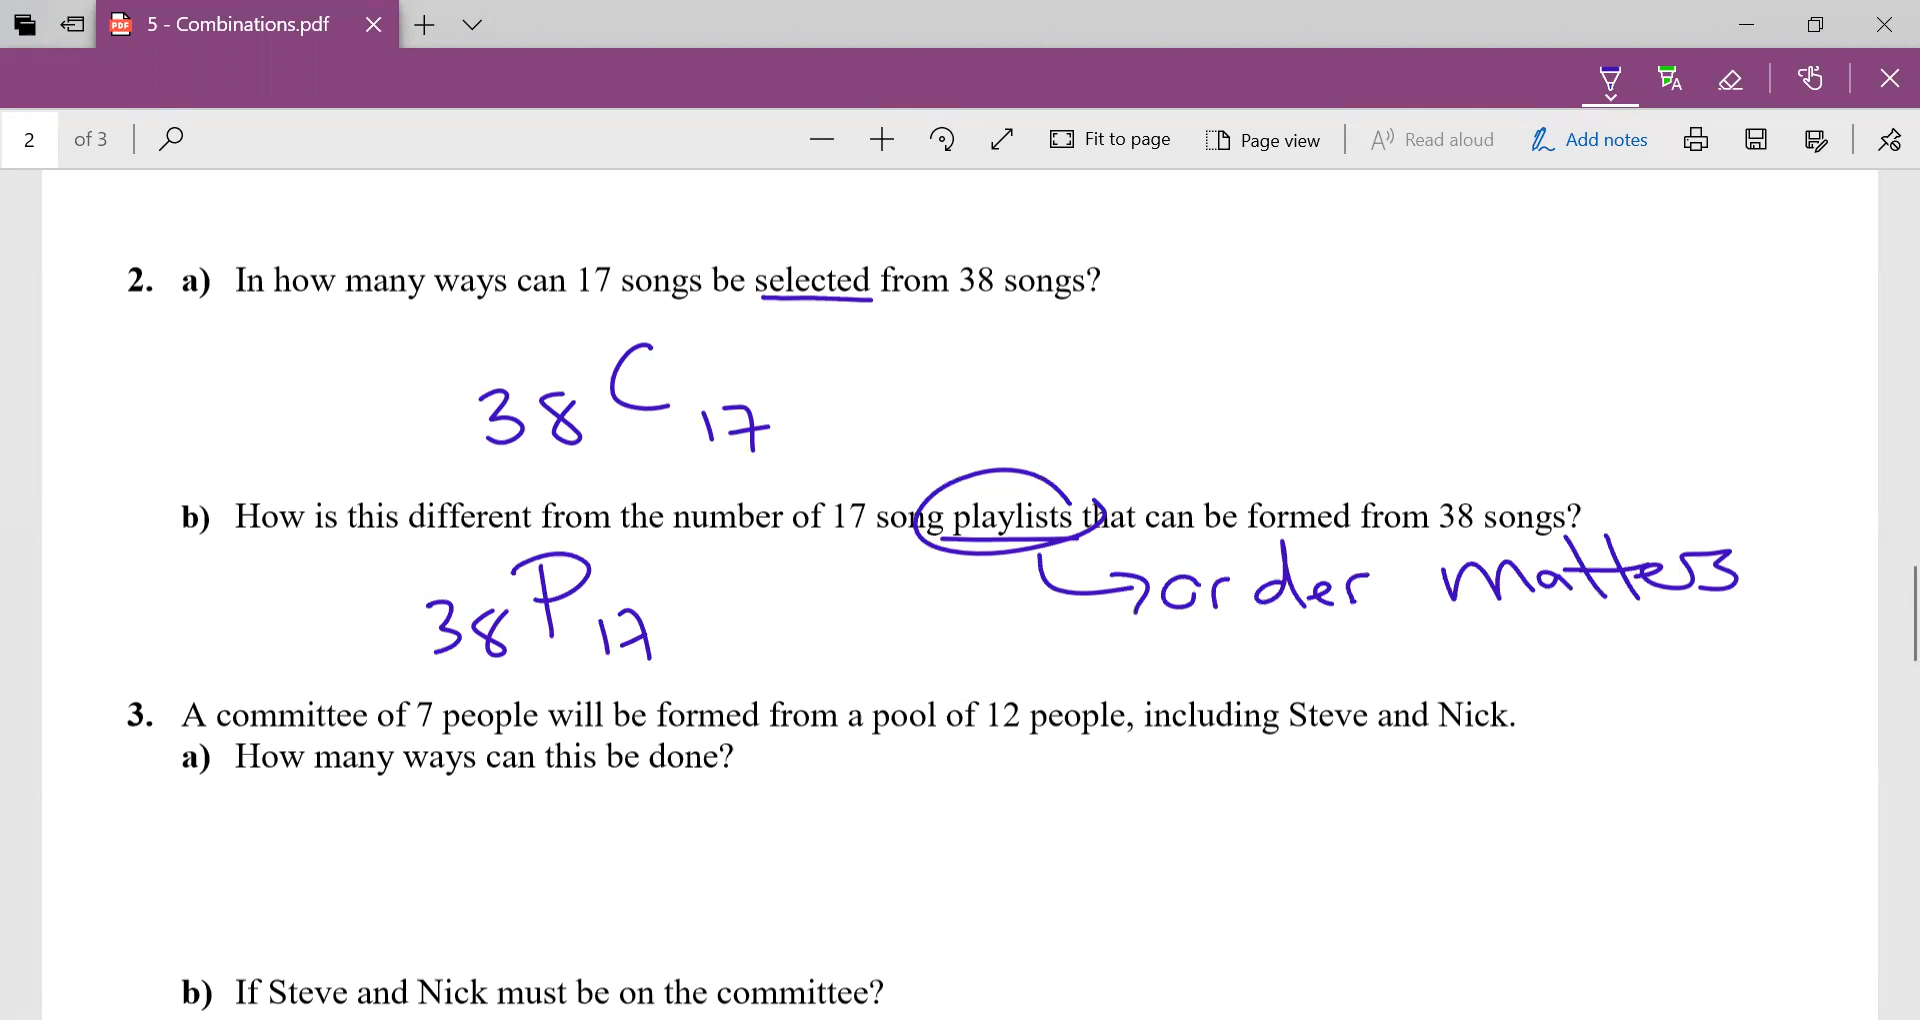 5 - Combinations.pdf
2 of 3 Fit to page Page view Read aloud Add notes
2. a) In how many ways can 17 songs be selected from 38 songs?
38 C 17
b) How is this different from the number of 17 song playlists that can be formed from 38 songs?
order matters
38 P 17
3. A committee of 7 people will be formed from a pool of 12 people, including Steve and Nick.
a) How many ways can this be done?
b) If Steve and Nick must be on the committee?